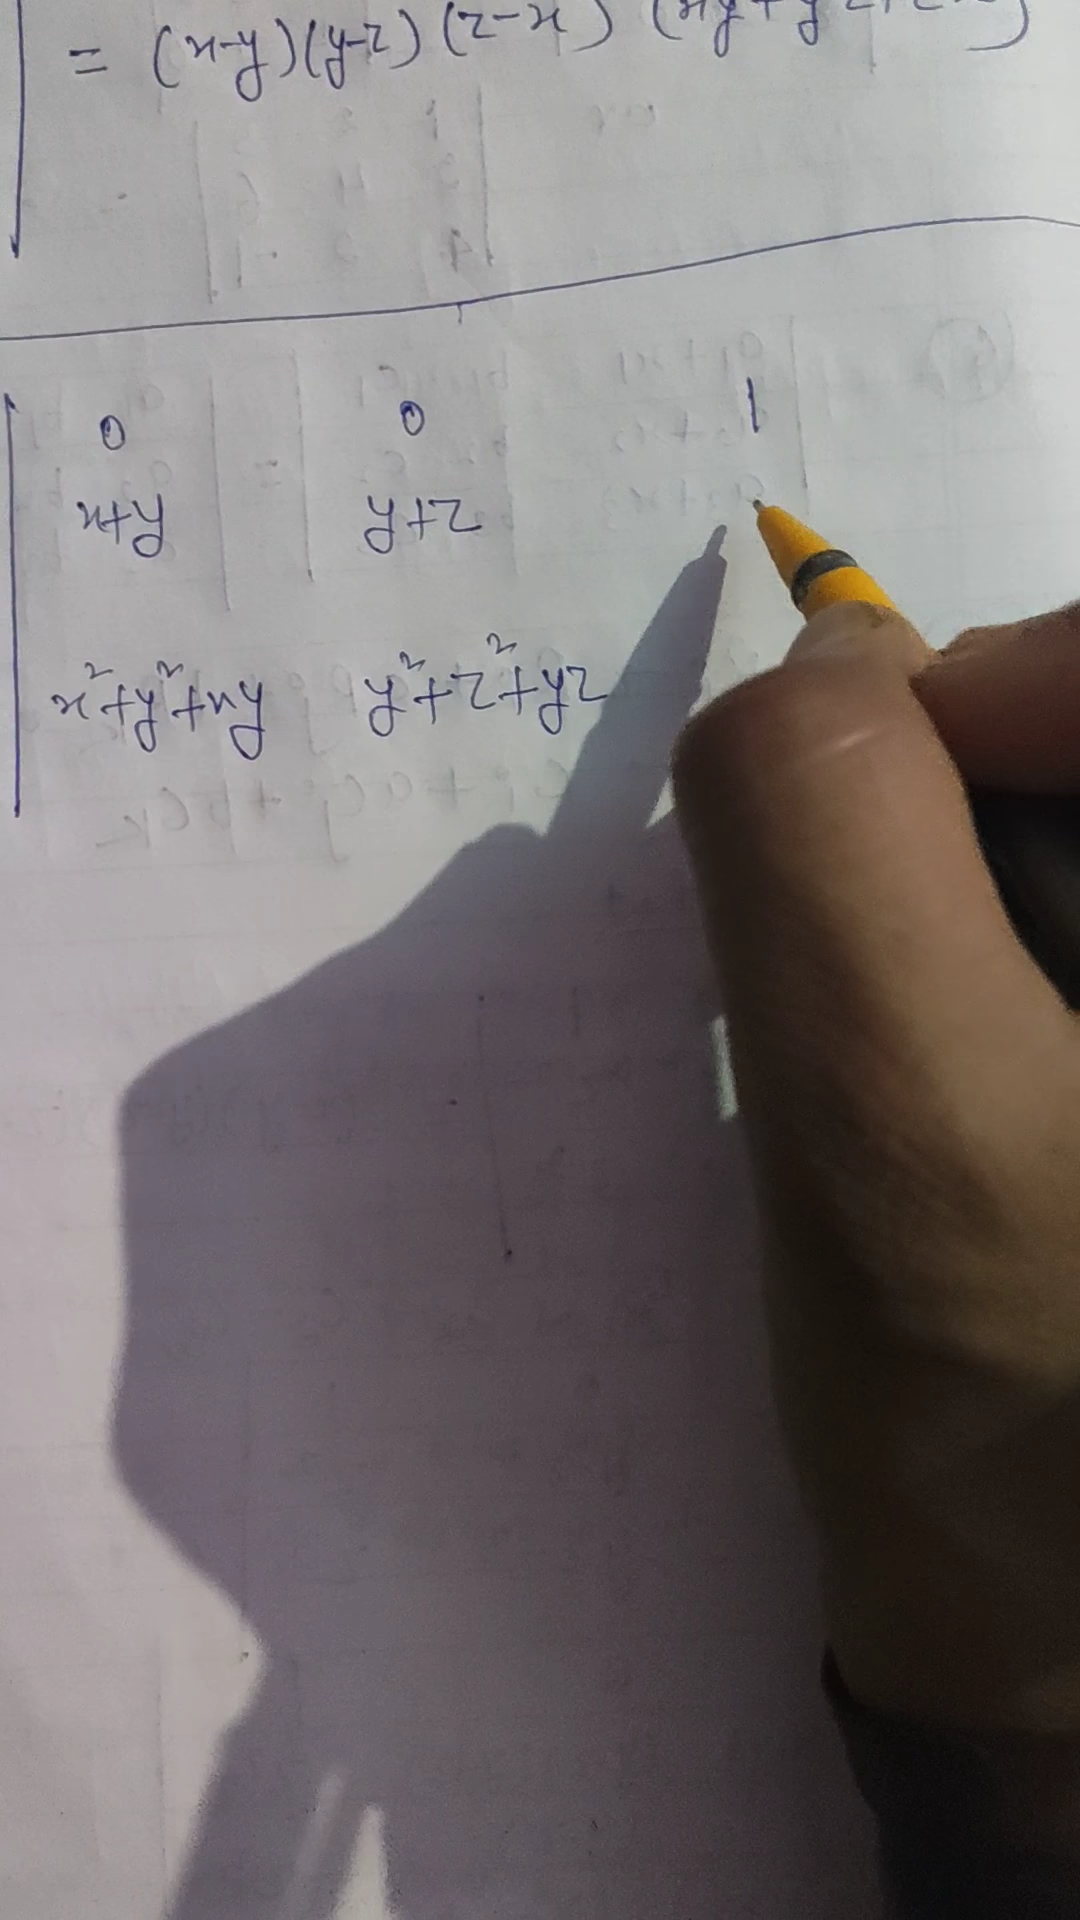 = (x-y)(y-z)(z-x)
0 0 1
x+y y+z
x²+y²+xy y²+z²+yz